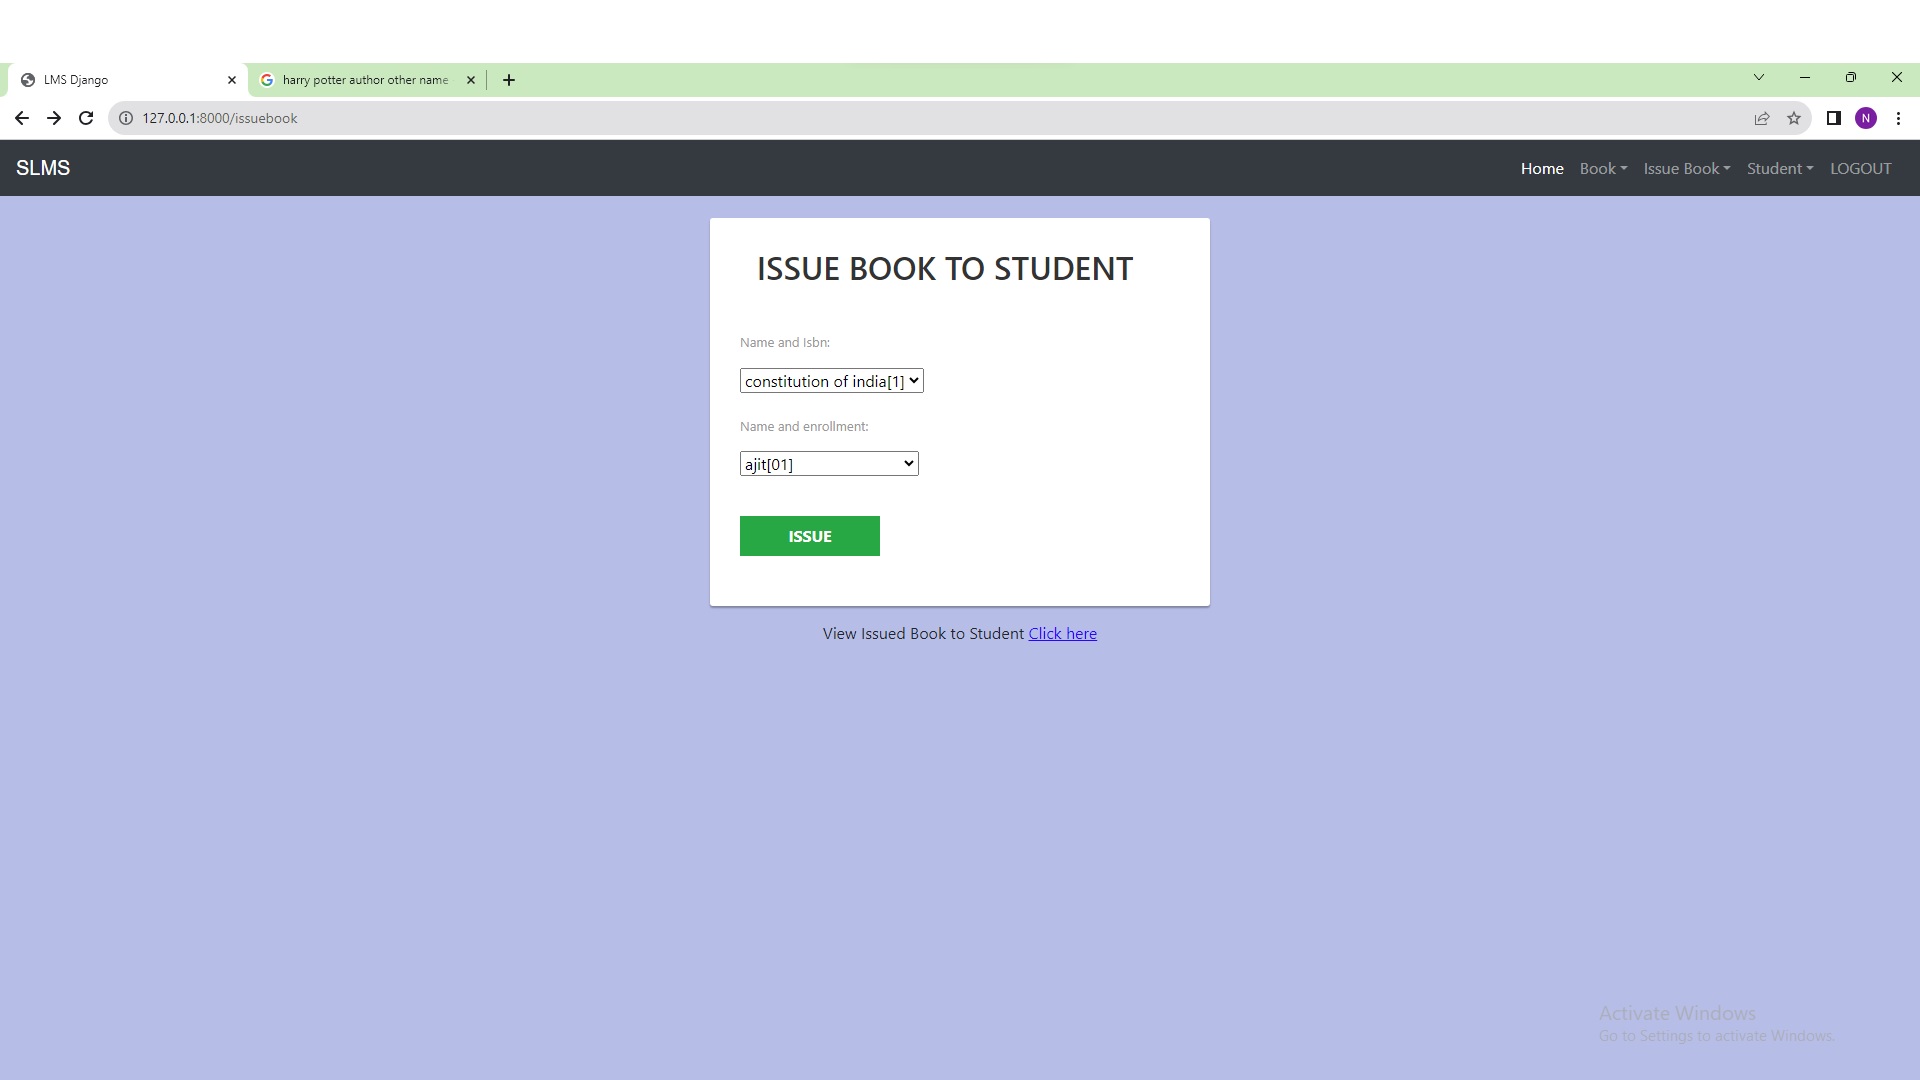 LMS Django
harry potter author other name
127.0.0.1:8000/issuebook
N
SLMS
Home Book Issue Book Student LOGOUT
ISSUE BOOK TO STUDENT
Name and Isbn:
constitution of india[1]
Name and enrollment:
ajit[01]
ISSUE
View Issued Book to Student Click here
Activate Windows
Go to Settings to activate Windows.